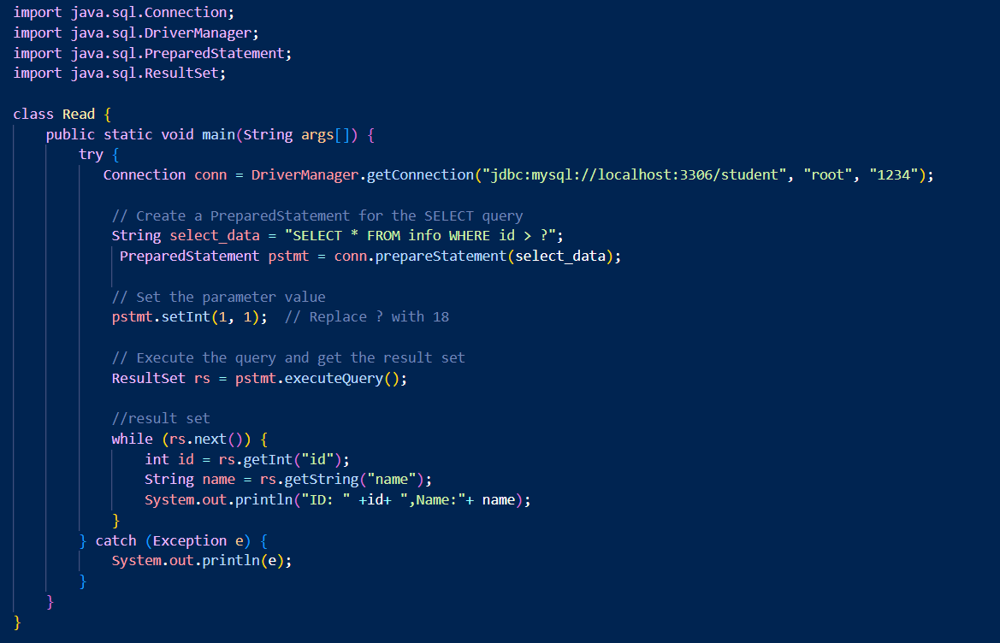 import java.sql.Connection;
import java.sql.DriverManager;
import java.sql.PreparedStatement;
import java.sql.ResultSet;

class Read {
    public static void main(String args[]) {
        try {
           Connection conn = DriverManager.getConnection("jdbc:mysql://localhost:3306/student", "root", "1234");

            // Create a PreparedStatement for the SELECT query
            String select_data = "SELECT * FROM info WHERE id > ?";
             PreparedStatement pstmt = conn.prepareStatement(select_data);

            // Set the parameter value
            pstmt.setInt(1, 1);  // Replace ? with 18

            // Execute the query and get the result set
            ResultSet rs = pstmt.executeQuery();

            //result set
            while (rs.next()) {
                int id = rs.getInt("id");
                String name = rs.getString("name");
                System.out.println("ID: " +id+ ",Name:"+ name);
            }
        } catch (Exception e) {
            System.out.println(e);
        }
    }
}